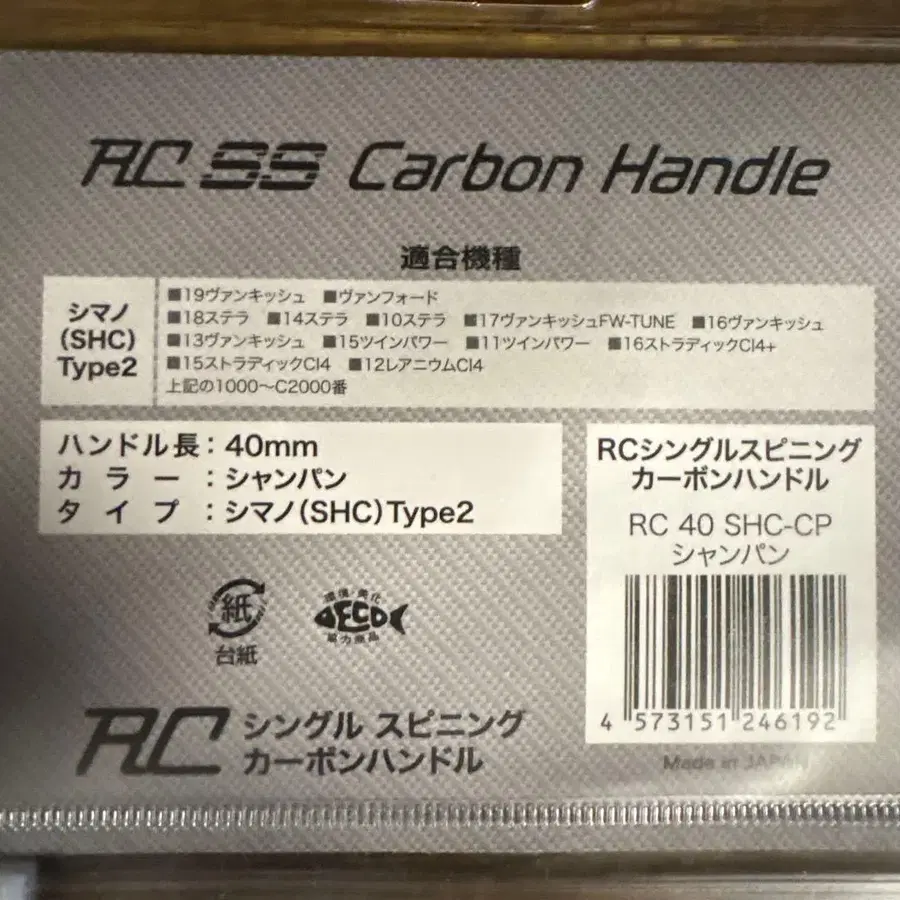 RC SS Carbon Handle
適合機種
シマノ
(SHC)
Type2
■19ヴァンキッシュ ■ヴァンフォード
■18ステラ ■14ステラ ■10ステラ ■17ヴァンキッシュFW-TUNE ■16ヴァンキッシュ
■13ヴァンキッシュ ■15ツインパワー ■11ツインパワー ■16ストラディックCI4+
■15ストラディックCI4 ■12レアニウムCI4
上記の1000〜C2000番
ハンドル長：40mm
カラー：シャンパン
タイプ：シマノ(SHC)Type2
RCシングルスピニング
カーボンハンドル
RC 40 SHC-CP
シャンパン
4 573151 246192
Made in JAPAN
紙
台紙
環境・美化
ECO
協力商品
RC シングル スピニング
カーボンハンドル